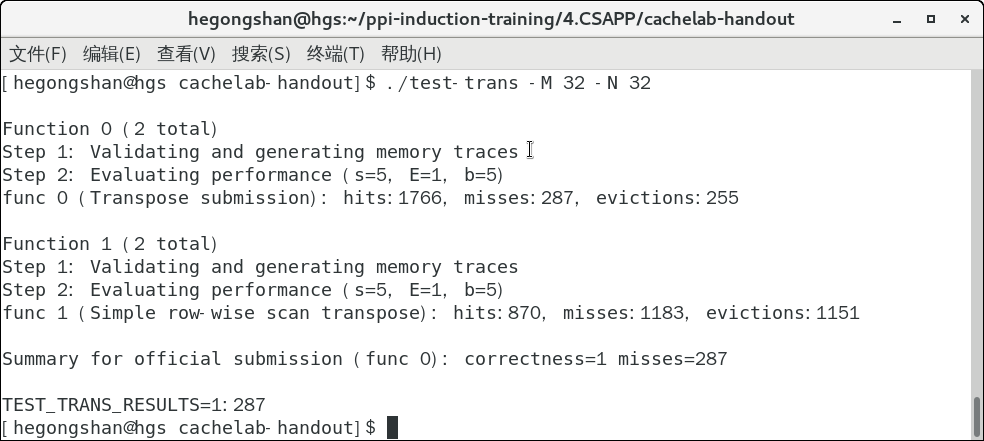 hegongshan@hgs:~/ppi-induction-training/4.CSAPP/cachelab-handout
文件(F) 编辑(E) 查看(V) 搜索(S) 终端(T) 帮助(H)
[hegongshan@hgs cachelab-handout]$ ./test-trans -M 32 -N 32
Function 0 (2 total)
Step 1: Validating and generating memory traces
Step 2: Evaluating performance (s=5, E=1, b=5)
func 0 (Transpose submission): hits:1766, misses:287, evictions:255
Function 1 (2 total)
Step 1: Validating and generating memory traces
Step 2: Evaluating performance (s=5, E=1, b=5)
func 1 (Simple row-wise scan transpose): hits:870, misses:1183, evictions:1151
Summary for official submission (func 0): correctness=1 misses=287
TEST_TRANS_RESULTS=1:287
[hegongshan@hgs cachelab-handout]$